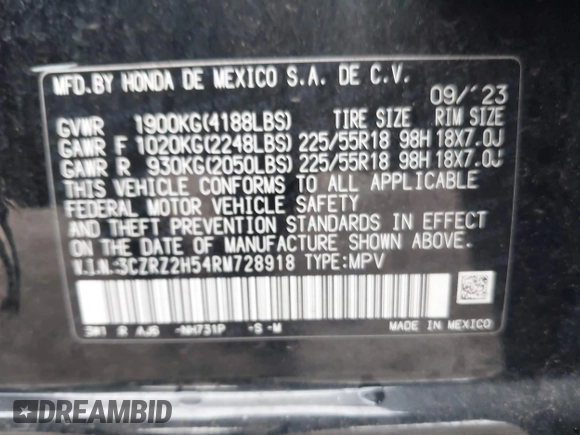 MFD.BY HONDA DE MEXICO S.A. DE C.V.
09/'23
GVWR 1900KG(4188LBS) TIRE SIZE RIM SIZE
GAWR F 1020KG(2248LBS) 225/55R18 98H 18X7.0J
GAWR R 930KG(2050LBS) 225/55R18 98H 18X7.0J
THIS VEHICLE CONFORMS TO ALL APPLICABLE
FEDERAL MOTOR VEHICLE SAFETY
AND THEFT PREVENTION STANDARDS IN EFFECT
ON THE DATE OF MANUFACTURE SHOWN ABOVE.
V.I.N.:3CZRZ2H54RM728918 TYPE:MPV
3W1 R AJ6 -NH731P -S -M
MADE IN MEXICO
DREAMBID